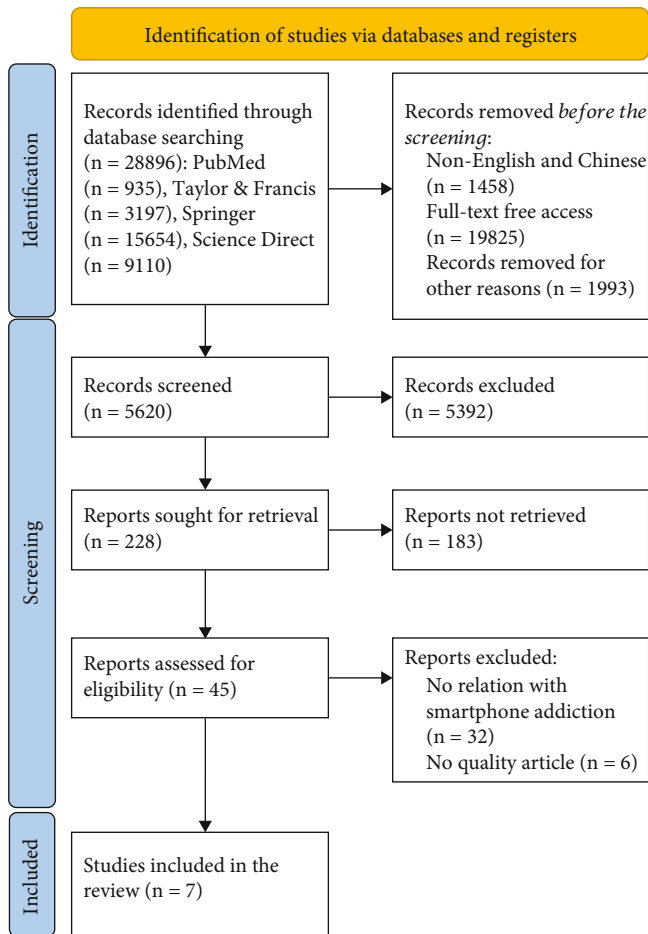 Identification of studies via databases and registers
Identification
Records identified through
database searching
(n = 28896): PubMed
(n = 935), Taylor & Francis
(n = 3197), Springer
(n = 15654), Science Direct
(n = 9110)
Records removed before the
screening:
Non-English and Chinese
(n = 1458)
Full-text free access
(n = 19825)
Records removed for
other reasons (n = 1993)
Screening
Records screened
(n = 5620)
Records excluded
(n = 5392)
Reports sought for retrieval
(n = 228)
Reports not retrieved
(n = 183)
Reports assessed for
eligibility (n = 45)
Reports excluded:
No relation with
smartphone addiction
(n = 32)
No quality article (n = 6)
Included
Studies included in the
review (n = 7)